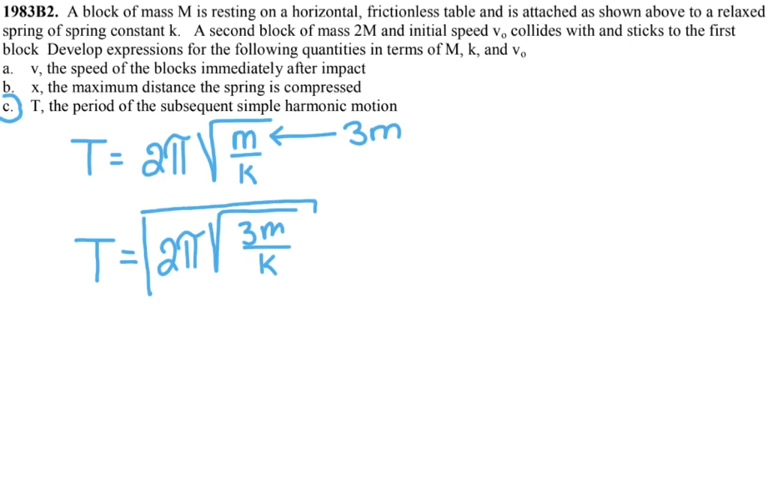 1983B2. A block of mass M is resting on a horizontal, frictionless table and is attached as shown above to a relaxed
spring of spring constant k. A second block of mass 2M and initial speed vₒ collides with and sticks to the first
block Develop expressions for the following quantities in terms of M, k, and vₒ
a. v, the speed of the blocks immediately after impact
b. x, the maximum distance the spring is compressed
c. T, the period of the subsequent simple harmonic motion
T = 2π√(m/k) ← 3m
T = 2π√(3m/k)